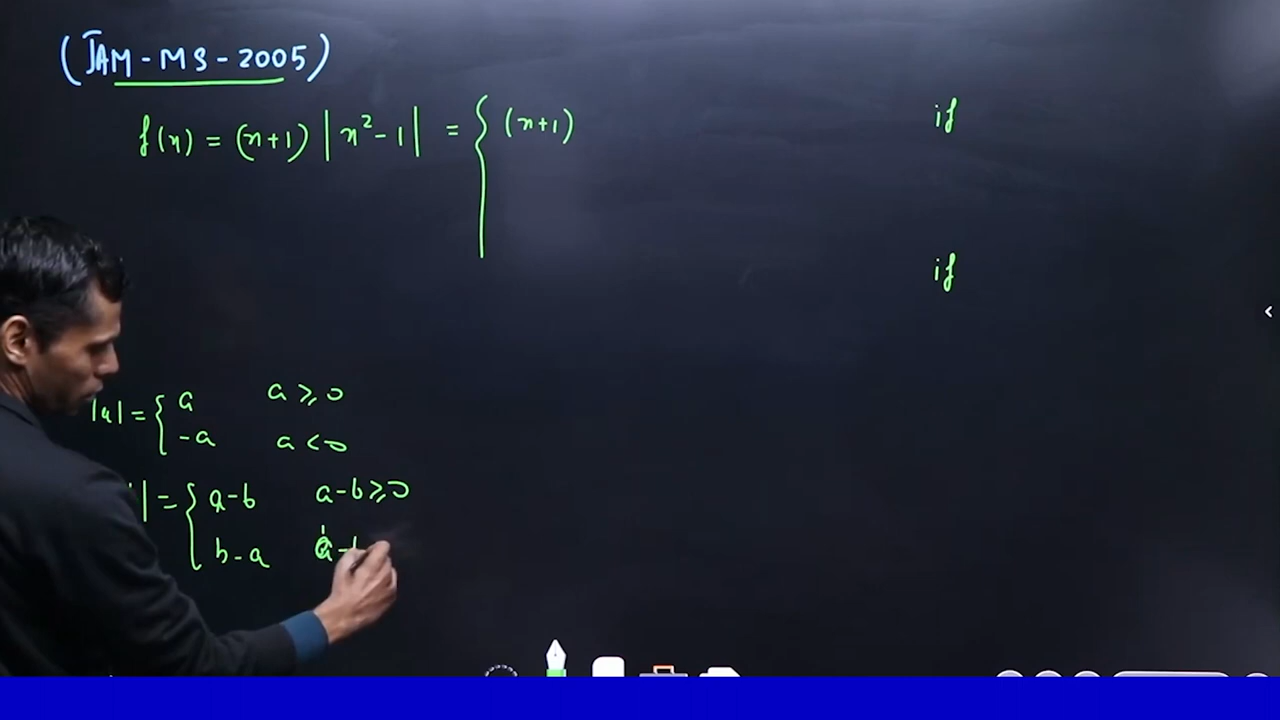 (JAM-MS-2005)
f(x) = (x+1) |x²-1| = { (x+1) if
if
|a| = { a a ≥ 0
-a a < 0
| = { a-b a-b ≥ 0
b-a a-